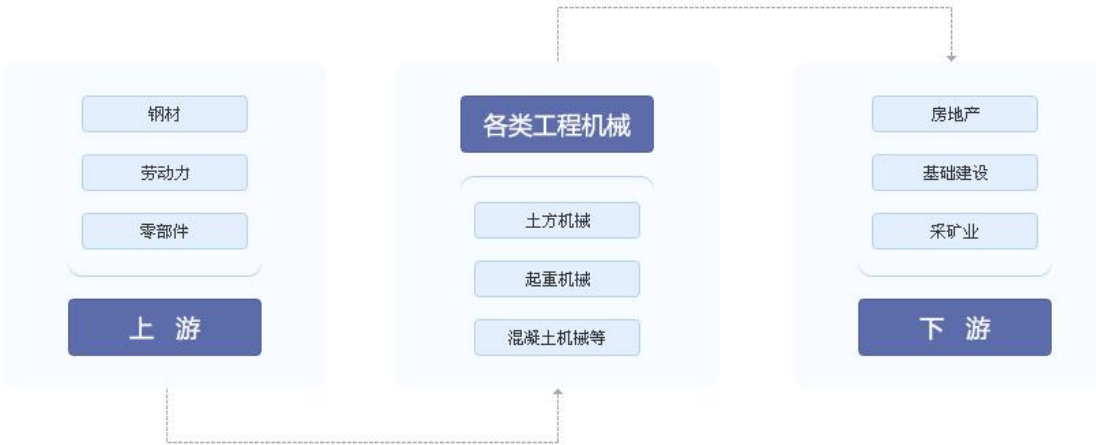 钢材
劳动力
零部件
上 游
各类工程机械
土方机械
起重机械
混凝土机械等
房地产
基础建设
采矿业
下 游